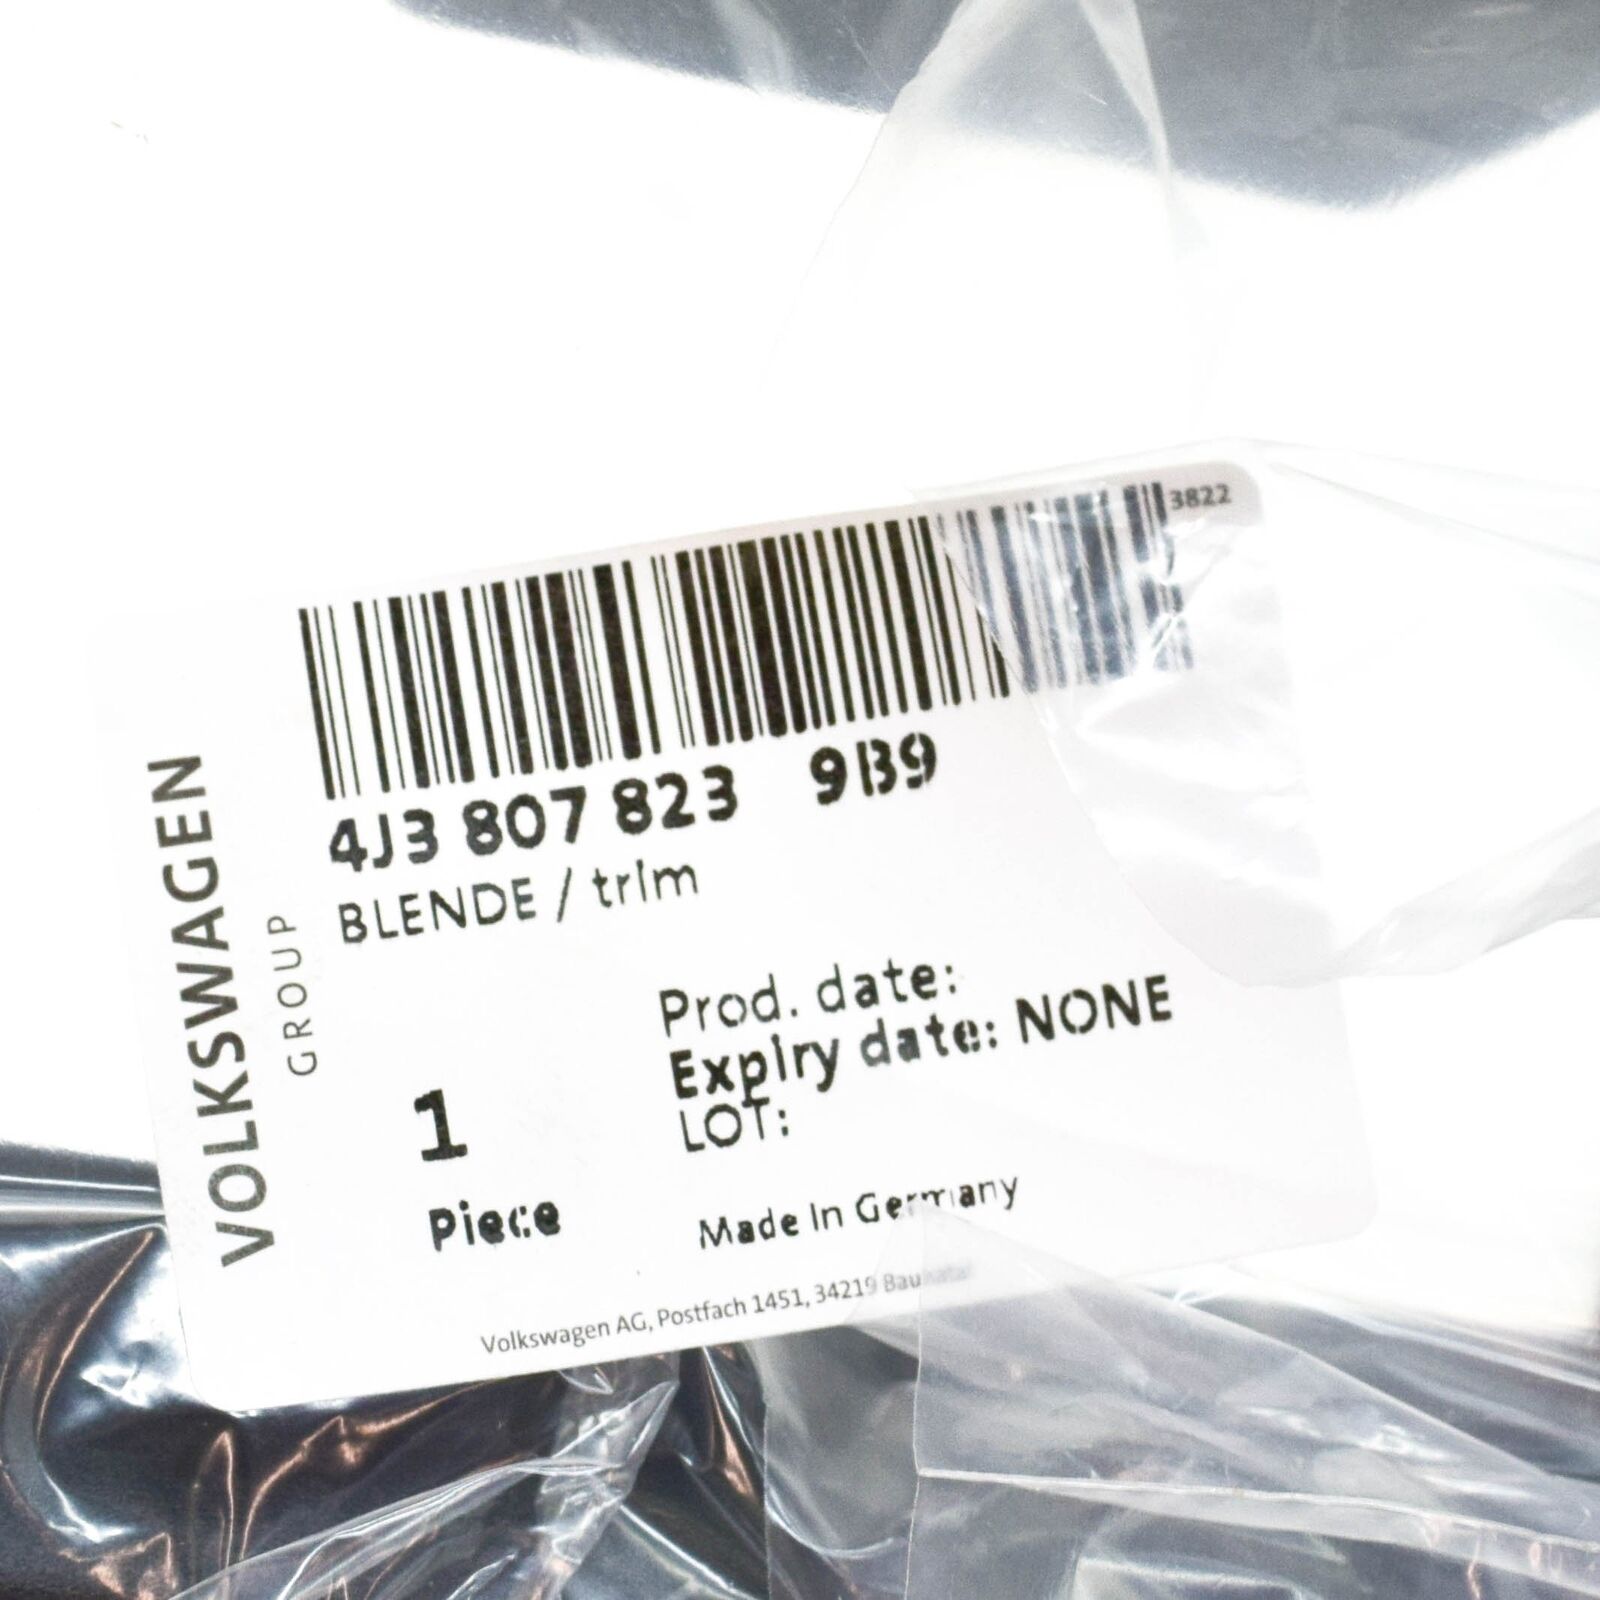 3822
4J3 807 823 9B9
BLENDE / trim
VOLKSWAGEN
GROUP
Prod. date:
Expiry date: NONE
LOT:
1
Piece
Made In Germany
Volkswagen AG, Postfach 1451, 34219 Baunatal